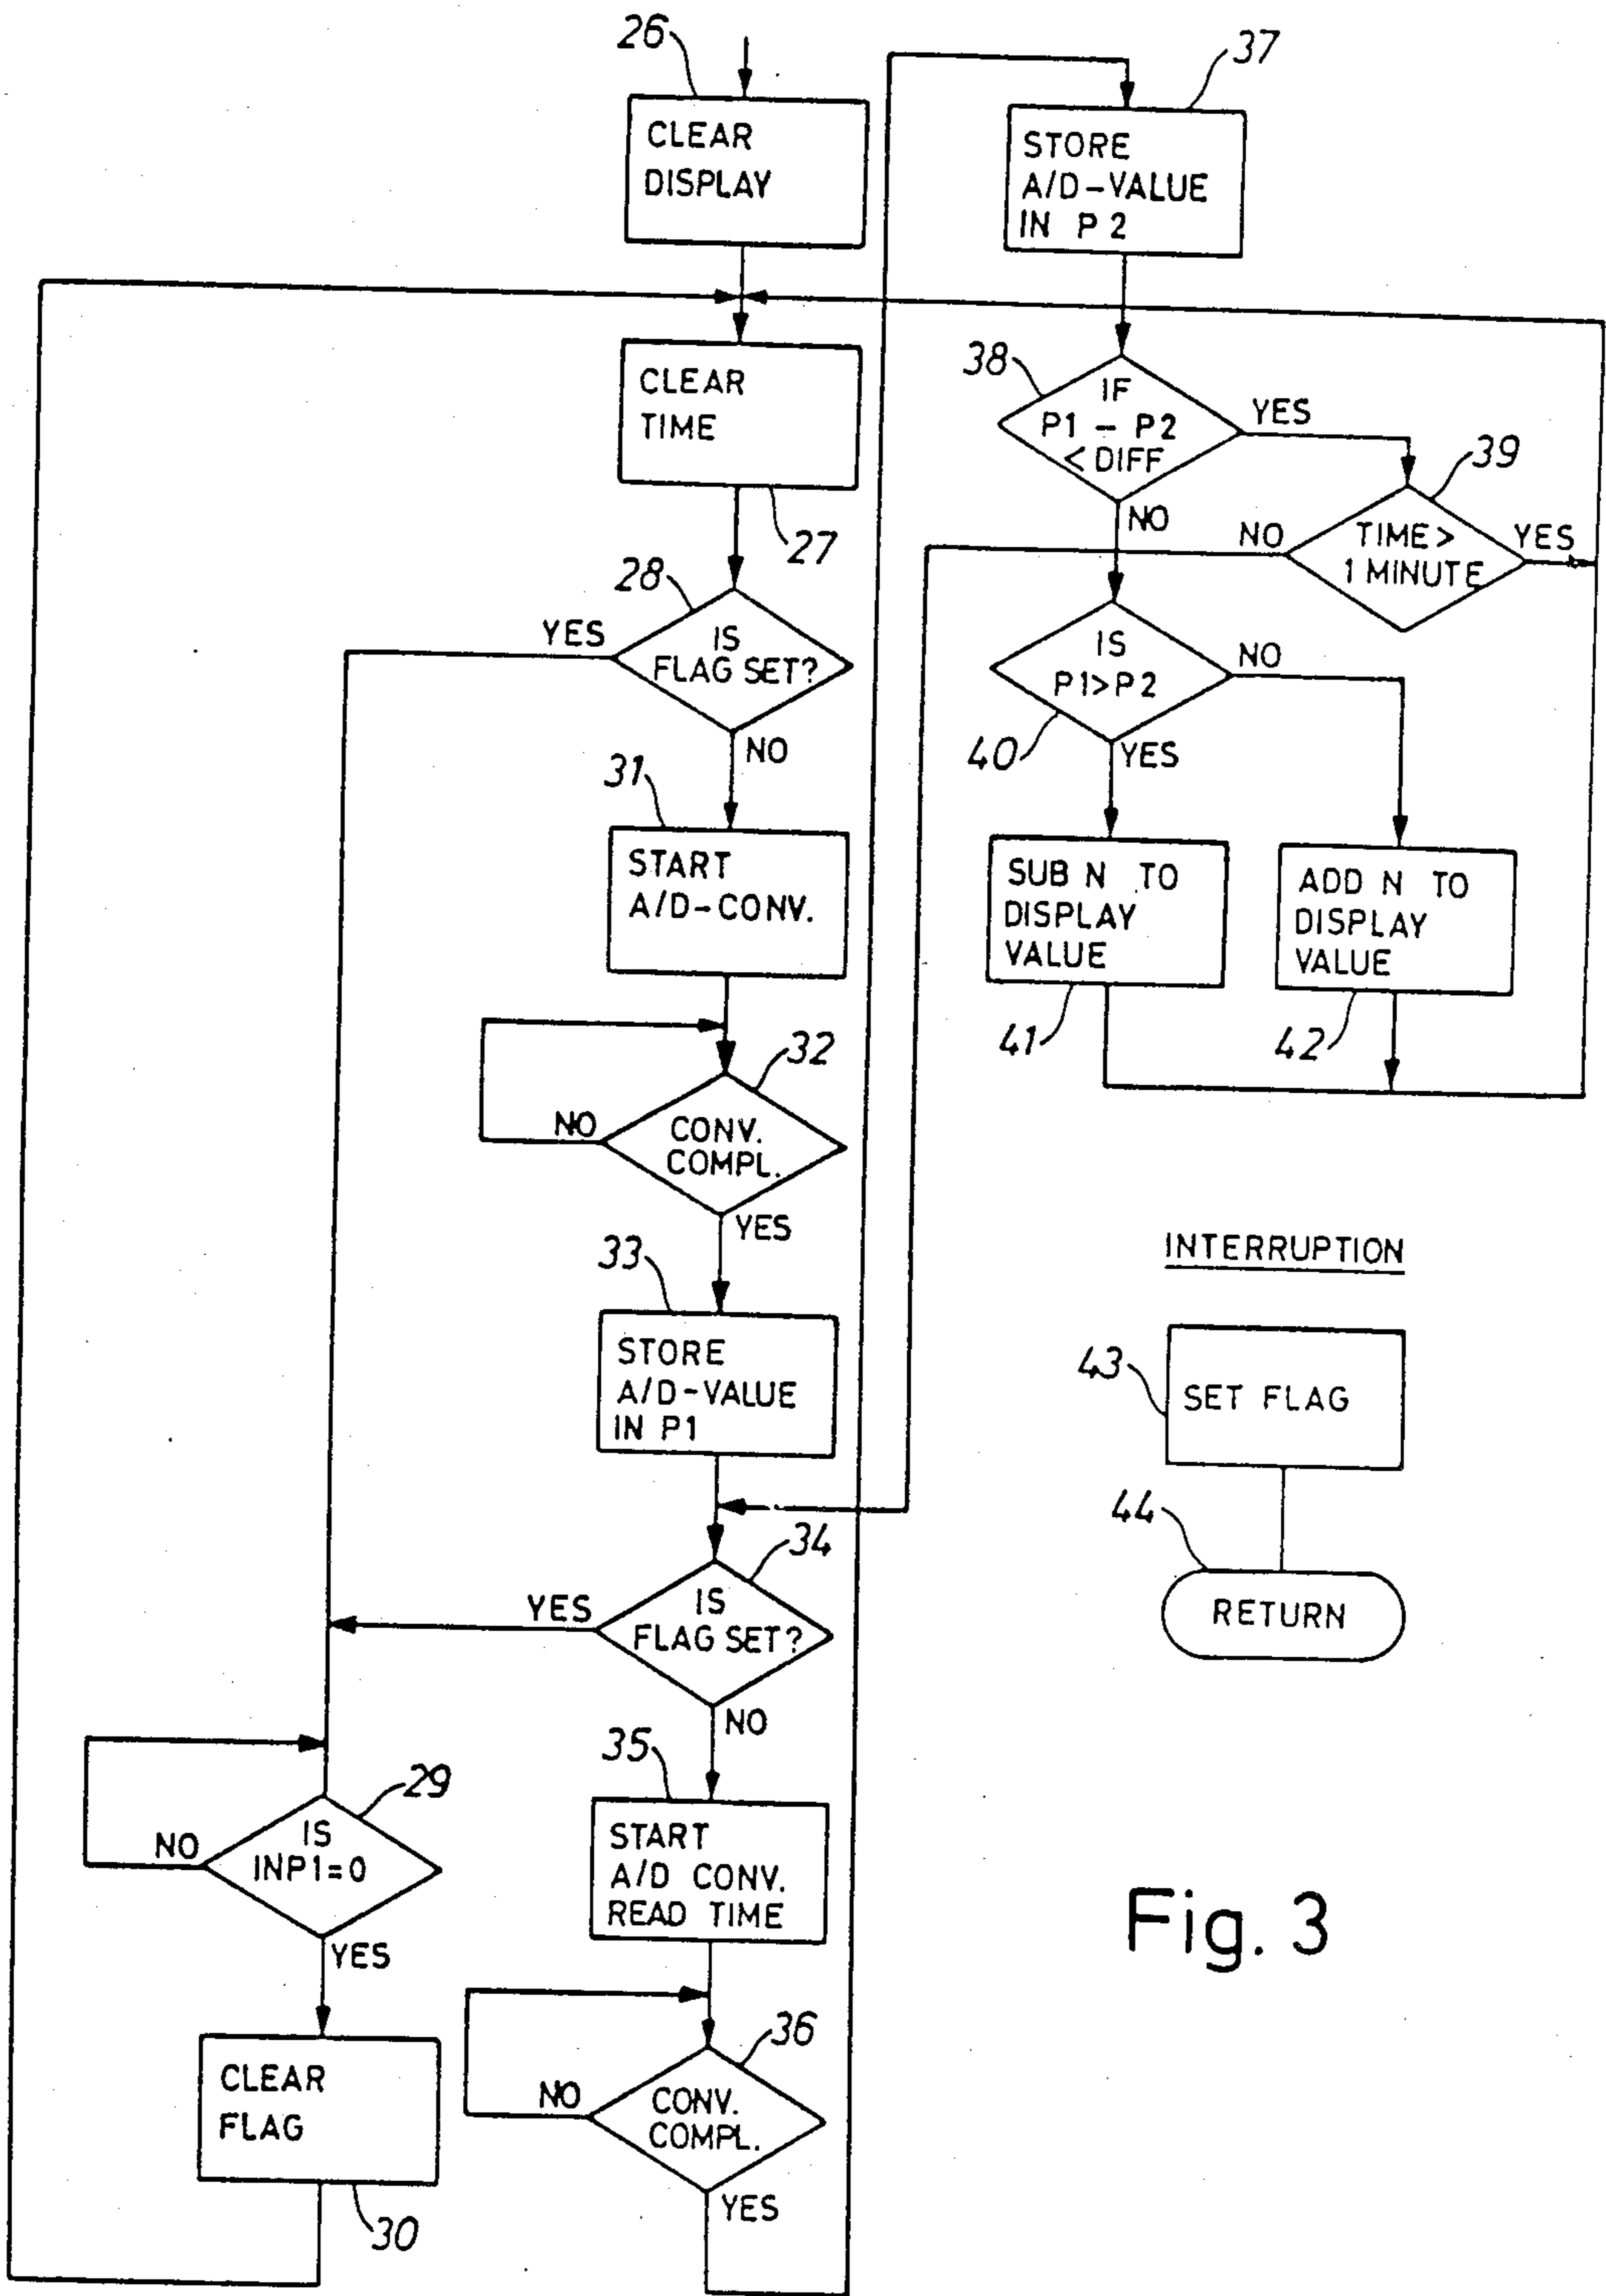 26
CLEAR
DISPLAY
CLEAR
TIME
27
28
YES
IS
FLAG SET?
NO
31
START
A/D-CONV.
32
NO
CONV.
COMPL.
YES
33
STORE
A/D-VALUE
IN P1
34
YES
IS
FLAG SET?
NO
29
NO
IS
INP1=0
YES
CLEAR
FLAG
30
35
START
A/D CONV.
READ TIME
36
NO
CONV.
COMPL.
YES
37
STORE
A/D-VALUE
IN P2
38
IF
P1 - P2
< DIFF
YES
NO
39
NO
TIME >
1 MINUTE
YES
IS
P1>P2
NO
40
YES
SUB N TO
DISPLAY
VALUE
41
ADD N TO
DISPLAY
VALUE
42
INTERRUPTION
43
SET FLAG
44
RETURN
Fig. 3